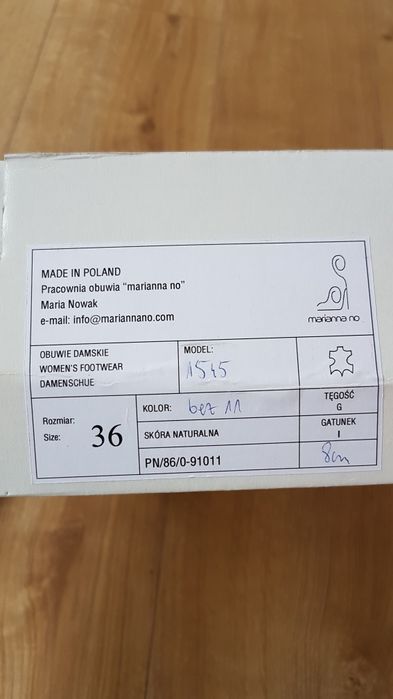 MADE IN POLAND
Pracownia obuwia "marianna no"
Maria Nowak
e-mail: info@mariannano.com
marianna no
OBUWIE DAMSKIE
WOMEN'S FOOTWEAR
DAMENSCHUE
MODEL:
1545
Rozmiar:
Size:
36
KOLOR: beż 11
SKÓRA NATURALNA
PN/86/0-91011
TĘGOŚĆ
G
GATUNEK
I
8cm